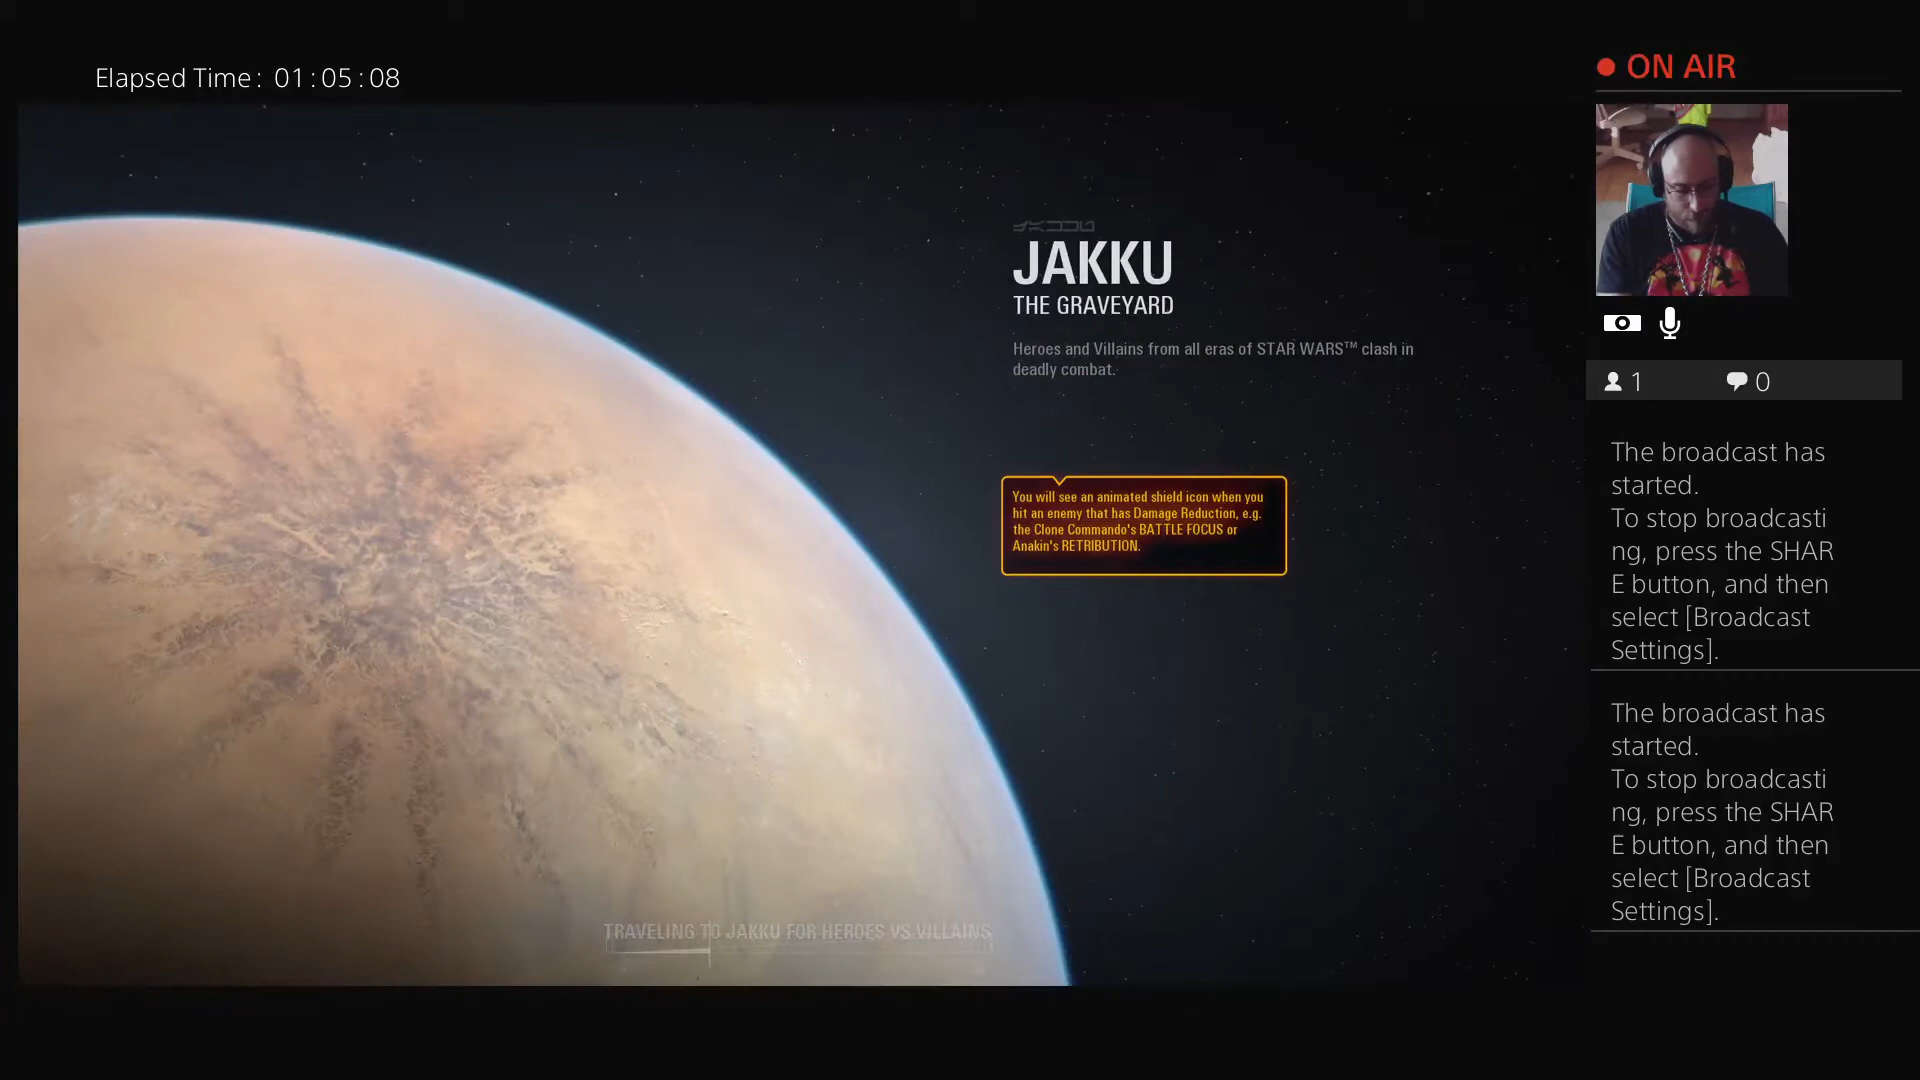 Elapsed Time: 01:05:08
JAKKU
THE GRAVEYARD
Heroes and Villains from all eras of STAR WARS™ clash in
deadly combat.
You will see an animated shield icon when you
hit an enemy that has Damage Reduction, e.g.
the Clone Commando's BATTLE FOCUS or
Anakin's RETRIBUTION.
TRAVELING TO JAKKU FOR HEROES VS VILLAINS
ON AIR
1 0
The broadcast has
started.
To stop broadcasti
ng, press the SHAR
E button, and then
select [Broadcast
Settings].
The broadcast has
started.
To stop broadcasti
ng, press the SHAR
E button, and then
select [Broadcast
Settings].